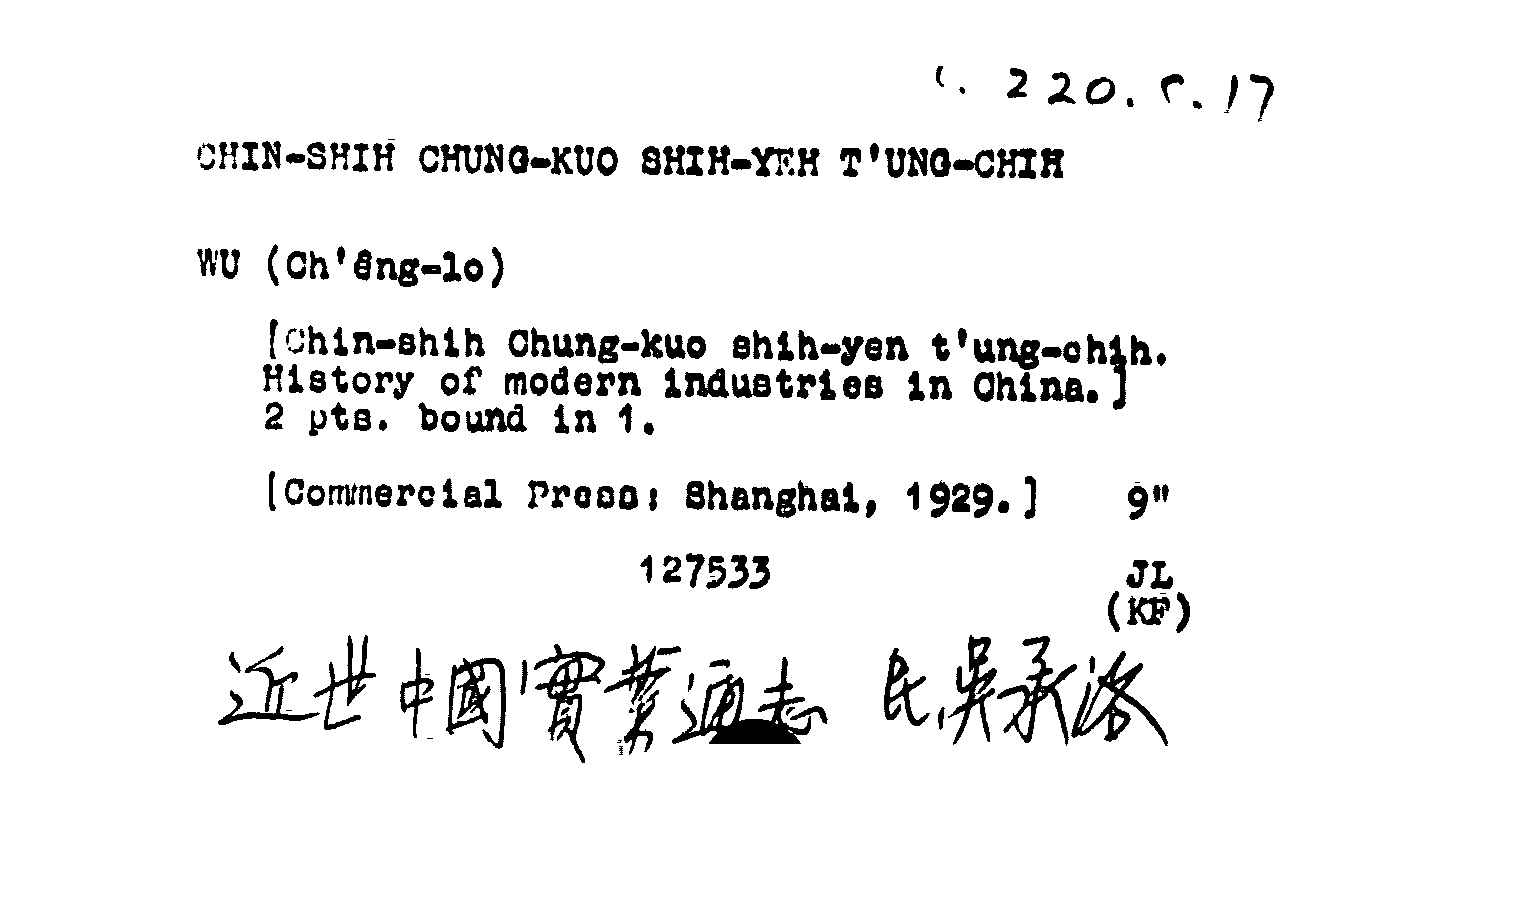 c. 220. c. 17
CHIN-SHIH CHUNG-KUO SHIH-YEH T'UNG-CHIH
WU (Ch'êng-lo)
[Chin-shih Chung-kuo shih-yen t'ung-chih.
History of modern industries in China.]
2 pts. bound in 1.
[Commercial Press: Shanghai, 1929.] 9"
127533 JL
(KF)
近世中國實業通志 民吳承洛